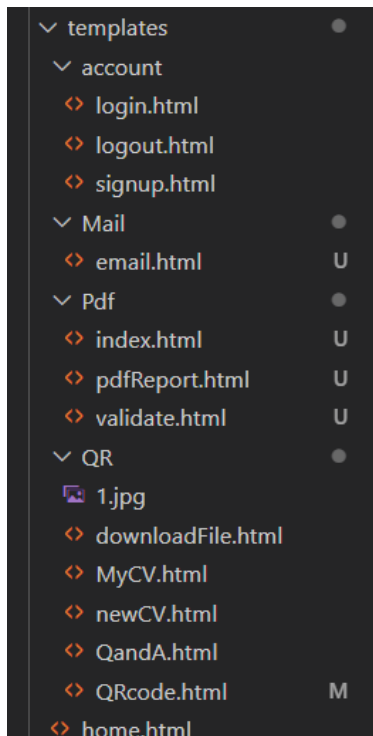 templates
account
login.html
logout.html
signup.html
Mail
email.html U
Pdf
index.html U
pdfReport.html U
validate.html U
QR
1.jpg
downloadFile.html
MyCV.html
newCV.html
QandA.html
QRcode.html M
home.html